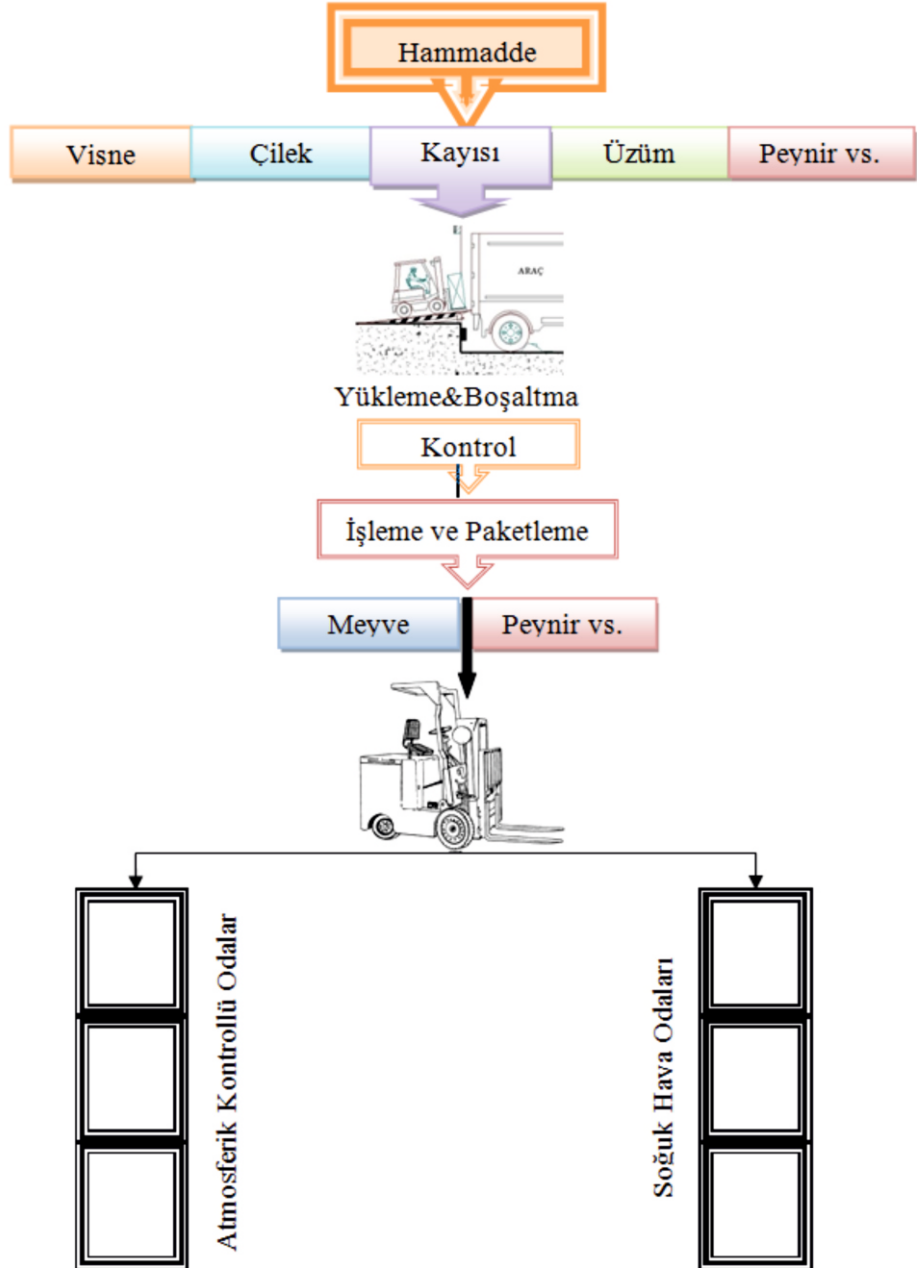 Hammadde
Visne
Çilek
Kayısı
Üzüm
Peynir vs.
ARAÇ
Yükleme&Boşaltma
Kontrol
İşleme ve Paketleme
Meyve
Peynir vs.
Atmosferik Kontrollü Odalar
Soğuk Hava Odaları